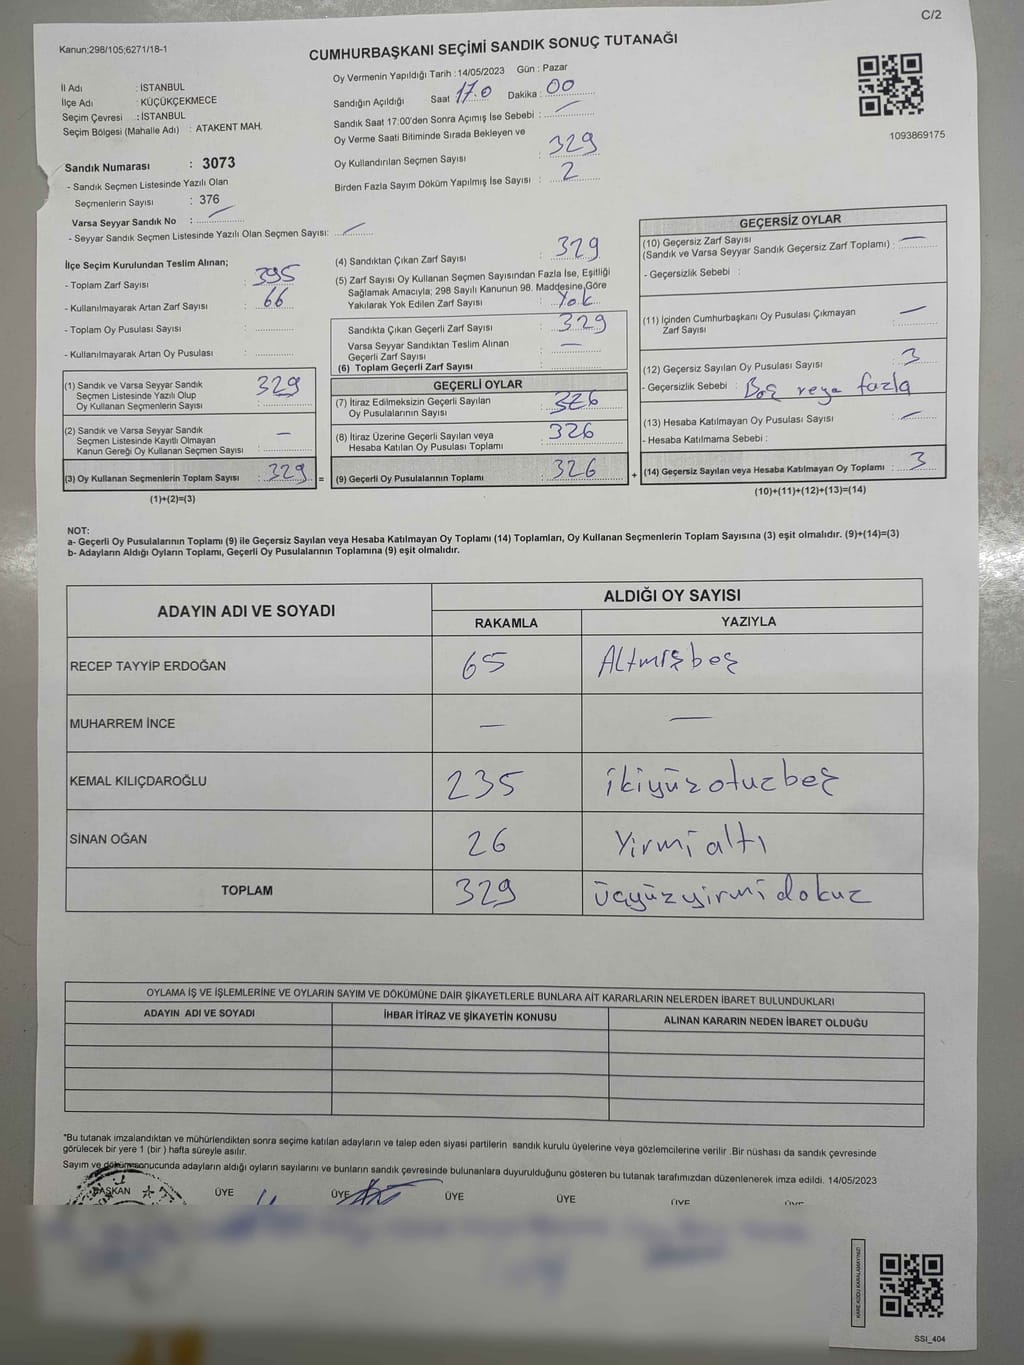 C/2
Kanun:298/105;6271/18-1
CUMHURBAŞKANI SEÇİMİ SANDIK SONUÇ TUTANAĞI
İl Adı : İSTANBUL
İlçe Adı : KÜÇÜKÇEKMECE
Seçim Çevresi : İSTANBUL
Seçim Bölgesi (Mahalle Adı) : ATAKENT MAH.
Oy Vermenin Yapıldığı Tarih :14/05/2023 Gün : Pazar
Sandığın Açıldığı Saat 17.0 Dakika : 00
Sandık Saat 17:00'den Sonra Açımış İse Sebebi : —
Oy Verme Saati Bitiminde Sırada Bekleyen ve
Oy Kullandırılan Seçmen Sayısı : 329
Birden Fazla Sayım Döküm Yapılmış İse Sayısı : 2
1093869175
Sandık Numarası : 3073
- Sandık Seçmen Listesinde Yazılı Olan
Seçmenlerin Sayısı : 376
Varsa Seyyar Sandık No : —
- Seyyar Sandık Seçmen Listesinde Yazılı Olan Seçmen Sayısı: —
İlçe Seçim Kurulundan Teslim Alınan;
- Toplam Zarf Sayısı : 395
- Kullanılmayarak Artan Zarf Sayısı : 66
- Toplam Oy Pusulası Sayısı :
- Kullanılmayarak Artan Oy Pusulası :
(1) Sandık ve Varsa Seyyar Sandık
Seçmen Listesinde Yazılı Olup
Oy Kullanan Seçmenlerin Sayısı : 329
(2) Sandık ve Varsa Seyyar Sandık
Seçmen Listesinde Kayıtlı Olmayan
Kanun Gereği Oy Kullanan Seçmen Sayısı : —
(3) Oy Kullanan Seçmenlerin Toplam Sayısı : 329 =
(1)+(2)=(3)
(4) Sandıktan Çıkan Zarf Sayısı : 329
(5) Zarf Sayısı Oy Kullanan Seçmen Sayısından Fazla İse, Eşitliği
Sağlamak Amacıyla; 298 Sayılı Kanunun 98. Maddesine Göre
Yakılarak Yok Edilen Zarf Sayısı : Yok
Sandıkta Çıkan Geçerli Zarf Sayısı : 329
Varsa Seyyar Sandıktan Teslim Alınan
Geçerli Zarf Sayısı : —
(6) Toplam Geçerli Zarf Sayısı :
GEÇERLİ OYLAR
(7) İtiraz Edilmeksizin Geçerli Sayılan
Oy Pusulalarının Sayısı : 326
(8) İtiraz Üzerine Geçerli Sayılan veya
Hesaba Katılan Oy Pusulası Toplamı : 326
(9) Geçerli Oy Pusulalarının Toplamı : 326 +
GEÇERSİZ OYLAR
(10) Geçersiz Zarf Sayısı
(Sandık ve Varsa Seyyar Sandık Geçersiz Zarf Toplamı) : —
- Geçersizlik Sebebi :
(11) İçinden Cumhurbaşkanı Oy Pusulası Çıkmayan
Zarf Sayısı : —
(12) Geçersiz Sayılan Oy Pusulası Sayısı : 3
- Geçersizlik Sebebi : Boş veya fazla
(13) Hesaba Katılmayan Oy Pusulası Sayısı : —
- Hesaba Katılmama Sebebi :
(14) Geçersiz Sayılan veya Hesaba Katılmayan Oy Toplamı : 3
(10)+(11)+(12)+(13)=(14)
NOT:
a- Geçerli Oy Pusulalarının Toplamı (9) ile Geçersiz Sayılan veya Hesaba Katılmayan Oy Toplamı (14) Toplamları, Oy Kullanan Seçmenlerin Toplam Sayısına (3) eşit olmalıdır. (9)+(14)=(3)
b- Adayların Aldığı Oyların Toplamı, Geçerli Oy Pusulalarının Toplamına (9) eşit olmalıdır.
ADAYIN ADI VE SOYADI ALDIĞI OY SAYISI
RAKAMLA YAZIYLA
RECEP TAYYİP ERDOĞAN 65 Altmışbeş
MUHARREM İNCE — —
KEMAL KILIÇDAROĞLU 235 ikiyüzotuzbeş
SİNAN OĞAN 26 Yirmialtı
TOPLAM 329 üçyüzyirmidokuz
OYLAMA İŞ VE İŞLEMLERİNE VE OYLARIN SAYIM VE DÖKÜMÜNE DAİR ŞİKAYETLERLE BUNLARA AİT KARARLARIN NELERDEN İBARET BULUNDUKLARI
ADAYIN ADI VE SOYADI İHBAR İTİRAZ VE ŞİKAYETİN KONUSU ALINAN KARARIN NEDEN İBARET OLDUĞU
*Bu tutanak imzalandıktan ve mühürlendikten sonra seçime katılan adayların ve talep eden siyasi partilerin sandık kurulu üyelerine veya gözlemcilerine verilir .Bir nüshası da sandık çevresinde
görülecek bir yere 1 (bir ) hafta süreyle asılır.
Sayım ve dökümsonucunda adayların aldığı oyların sayılarını ve bunların sandık çevresinde bulunanlara duyurulduğunu gösteren bu tutanak tarafımızdan düzenlenerek imza edildi. 14/05/2023
BAŞKAN ÜYE ÜYE ÜYE ÜYE ÜYE ÜYE
KARE KODU KARALAMAYINIZ!
SSI_404